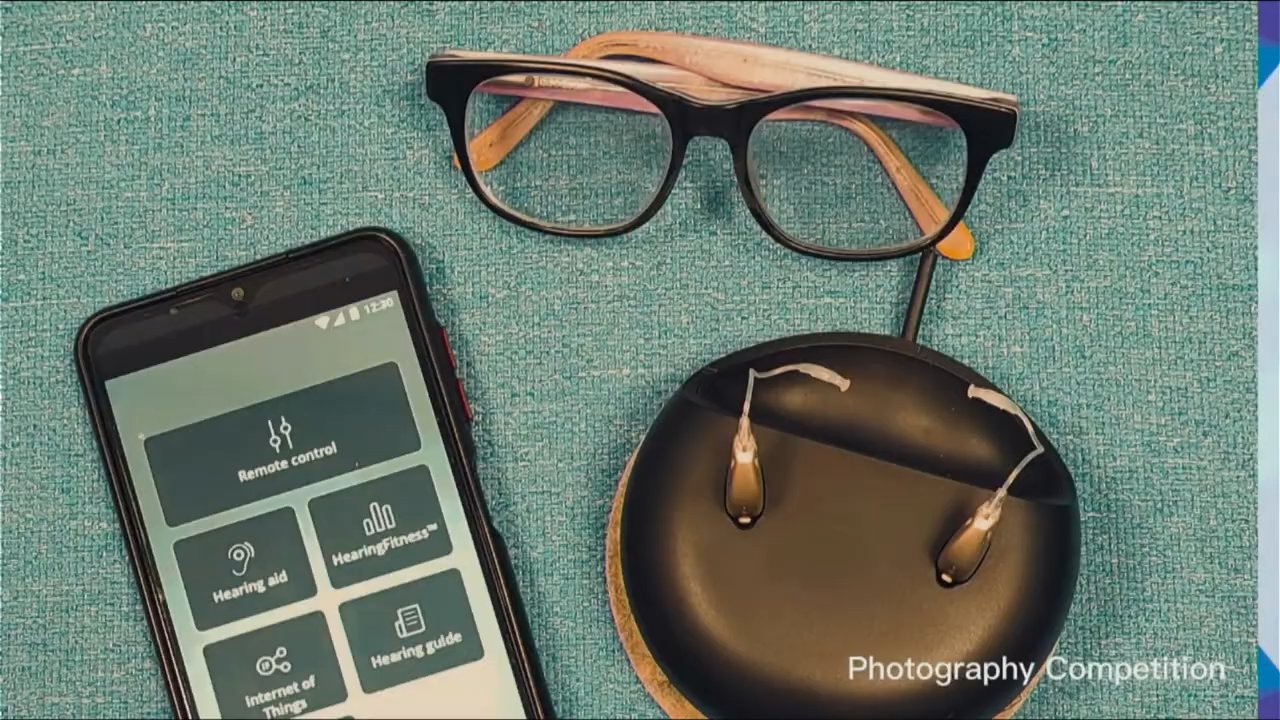 12:30
Remote control
Hearing aid
HearingFitness™
Internet of
Things
Hearing guide
Photography Competition